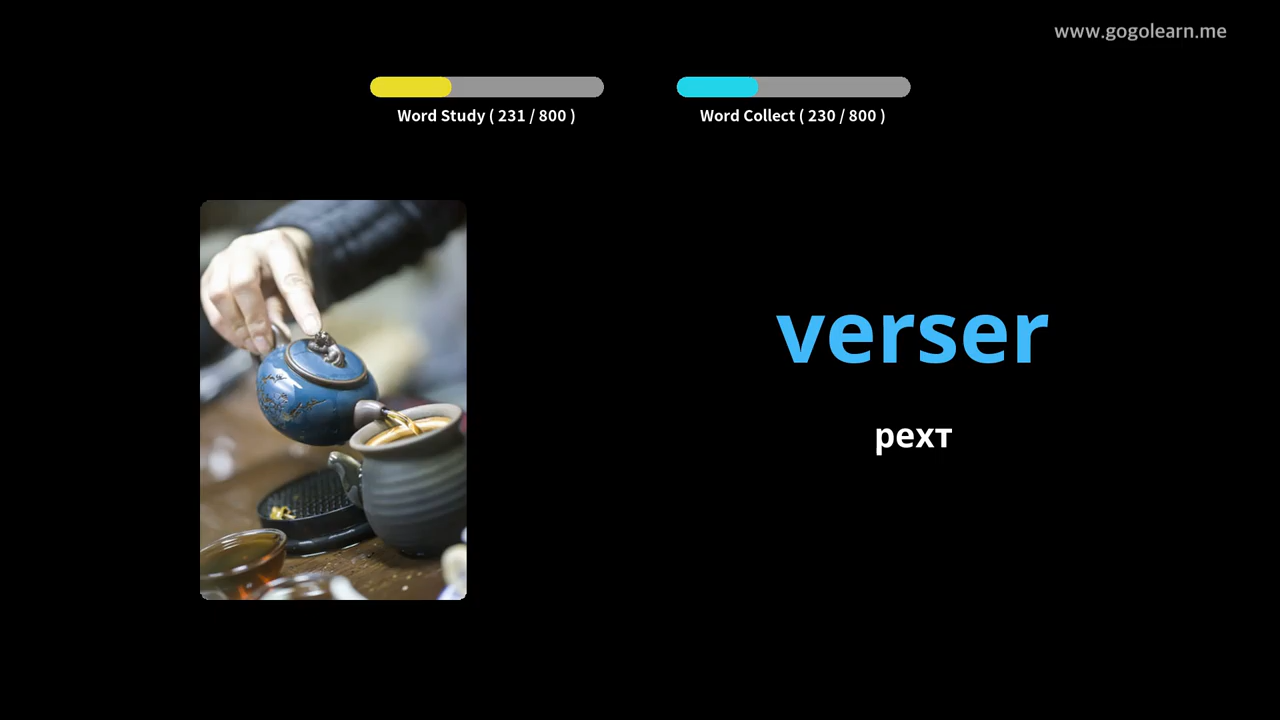 www.gogolearn.me
Word Study ( 231 / 800 )
Word Collect ( 230 / 800 )
verser
рехт